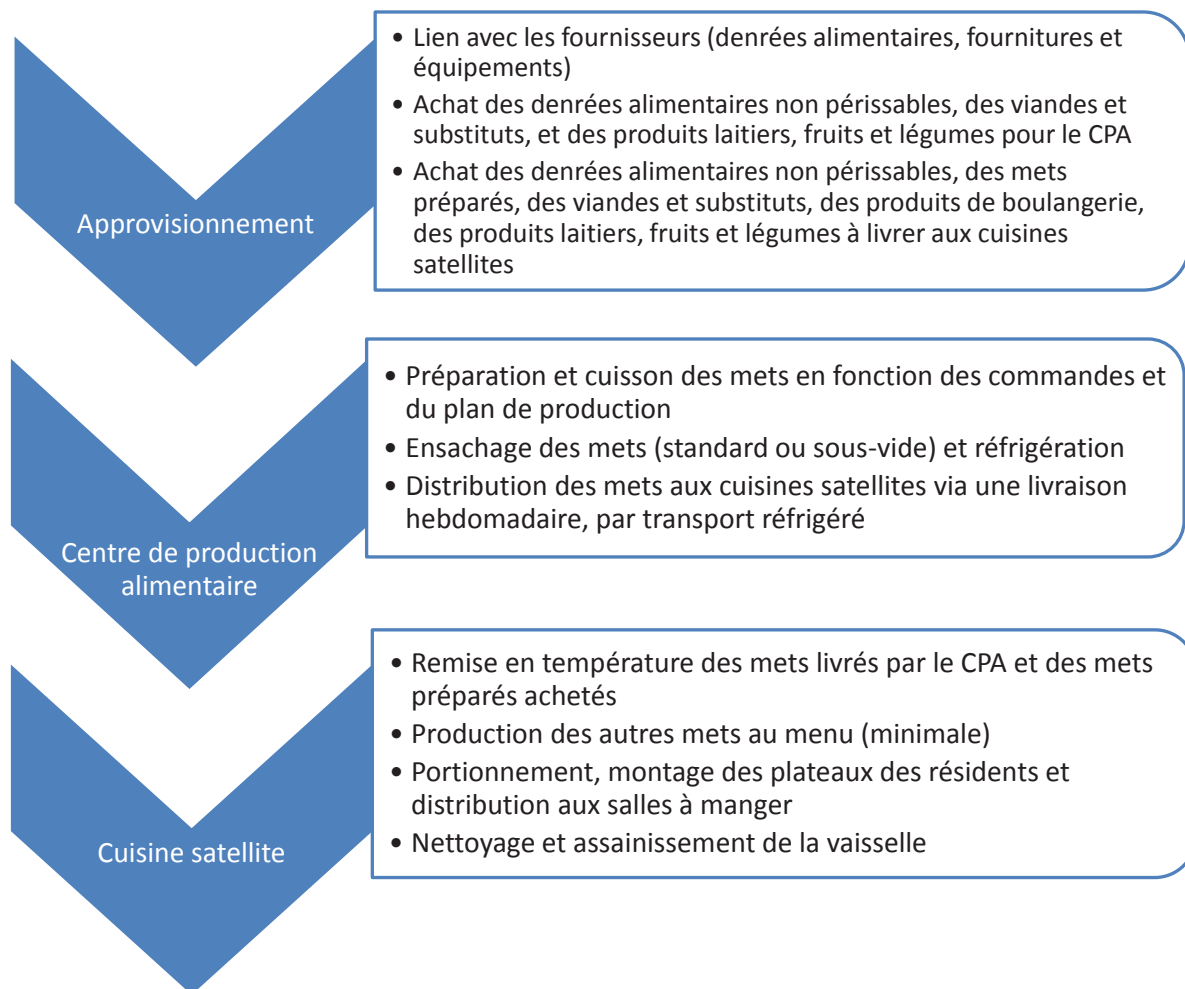 • Lien avec les fournisseurs (denrées alimentaires, fournitures et
équipements)
• Achat des denrées alimentaires non périssables, des viandes et
substituts, et des produits laitiers, fruits et légumes pour le CPA
• Achat des denrées alimentaires non périssables, des mets
préparés, des viandes et substituts, des produits de boulangerie,
des produits laitiers, fruits et légumes à livrer aux cuisines
satellites
Approvisionnement
• Préparation et cuisson des mets en fonction des commandes et
du plan de production
• Ensachage des mets (standard ou sous-vide) et réfrigération
• Distribution des mets aux cuisines satellites via une livraison
hebdomadaire, par transport réfrigéré
Centre de production
alimentaire
• Remise en température des mets livrés par le CPA et des mets
préparés achetés
• Production des autres mets au menu (minimale)
• Portionnement, montage des plateaux des résidents et
distribution aux salles à manger
• Nettoyage et assainissement de la vaisselle
Cuisine satellite